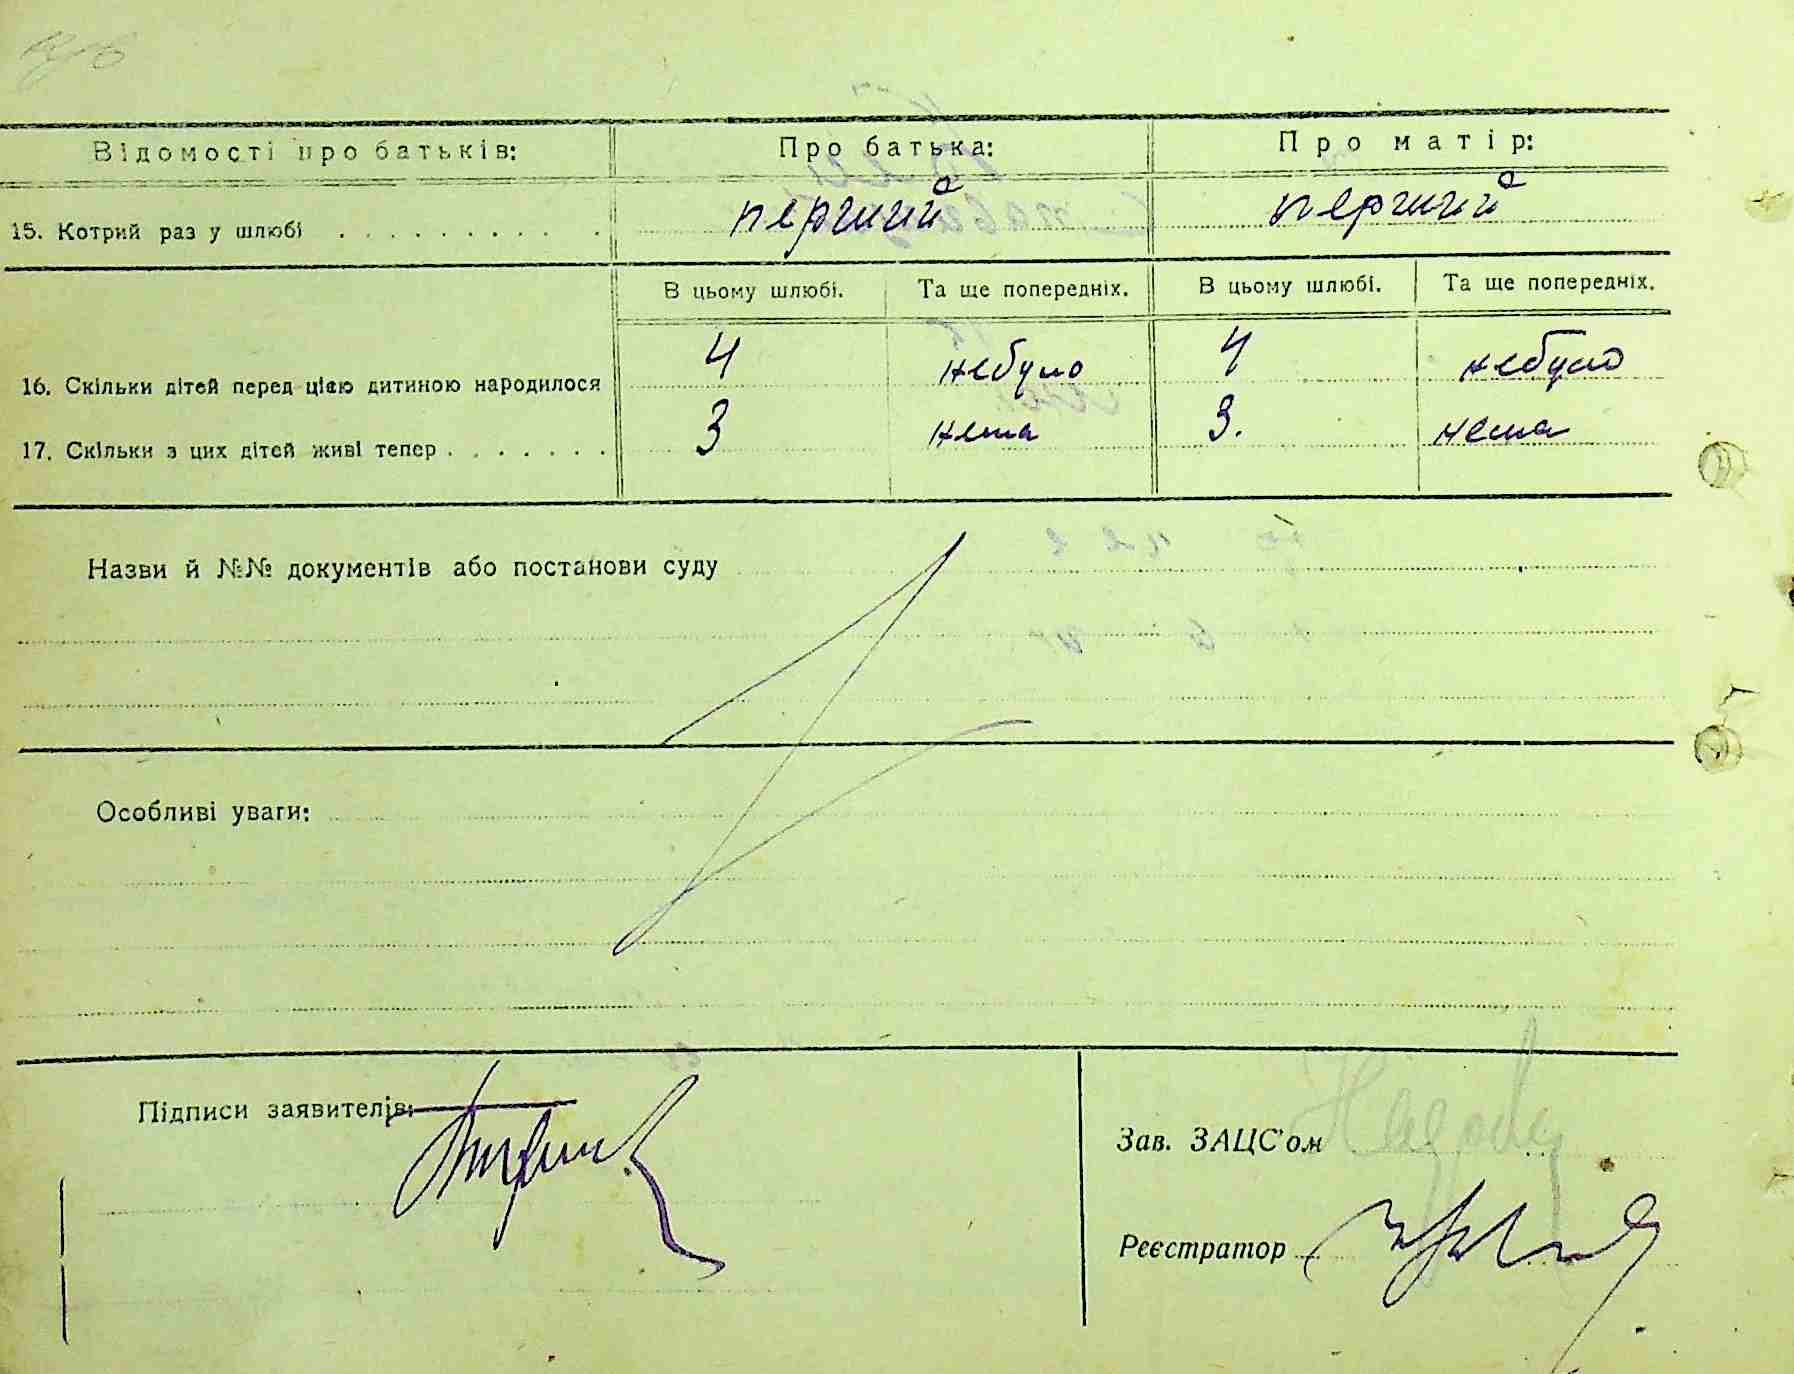 Відомості про батьків: Про батька: Про матір:
15. Котрий раз у шлюбі . . . . . . . . . . перший перший
В цьому шлюбі. Та ще попередніх. В цьому шлюбі. Та ще попередніх.
16. Скільки дітей перед цією дитиною народилося 4 небуло 4 небуло
17. Скільки з цих дітей живі тепер . . . . . . . 3 нема 3. нема
Назви й №№ документів або постанови суду
Особливі уваги:
Підписи заявителів:
Зав. ЗАЦС'ом
Реєстратор